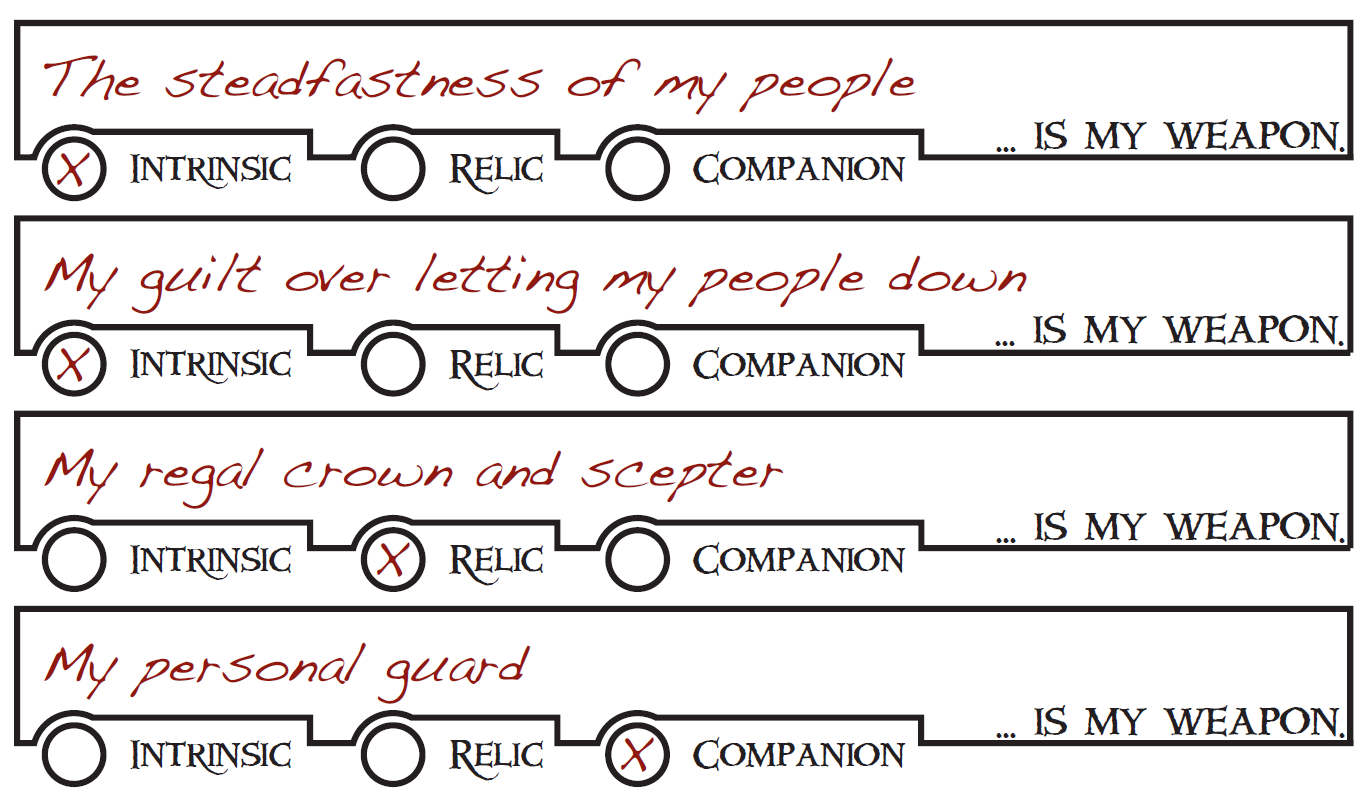 The steadfastness of my people
... IS MY WEAPON.
X INTRINSIC RELIC COMPANION
My guilt over letting my people down
... IS MY WEAPON.
X INTRINSIC RELIC COMPANION
My regal crown and scepter
... IS MY WEAPON.
INTRINSIC X RELIC COMPANION
My personal guard
... IS MY WEAPON.
INTRINSIC RELIC X COMPANION